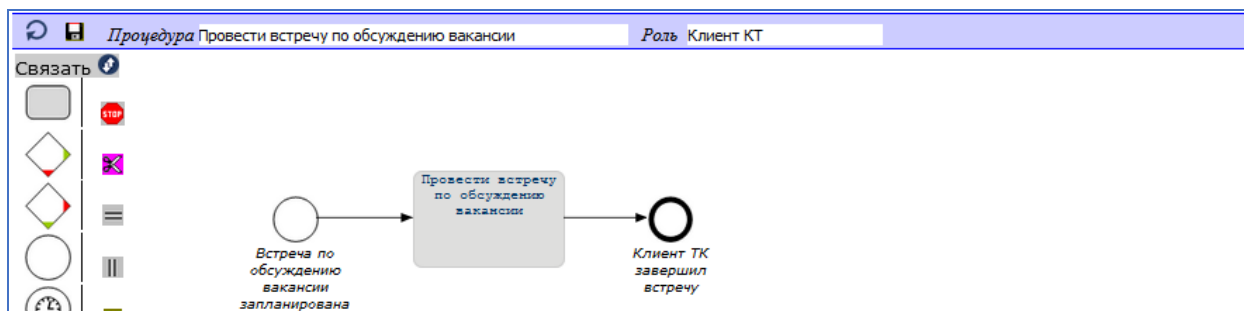 Процедура Провести встречу по обсуждению вакансии Роль Клиент КТ
Связать
STOP
Провести встречу
по обсуждению
вакансии
Встреча по
обсуждению
вакансии
запланирована
Клиент ТК
завершил
встречу